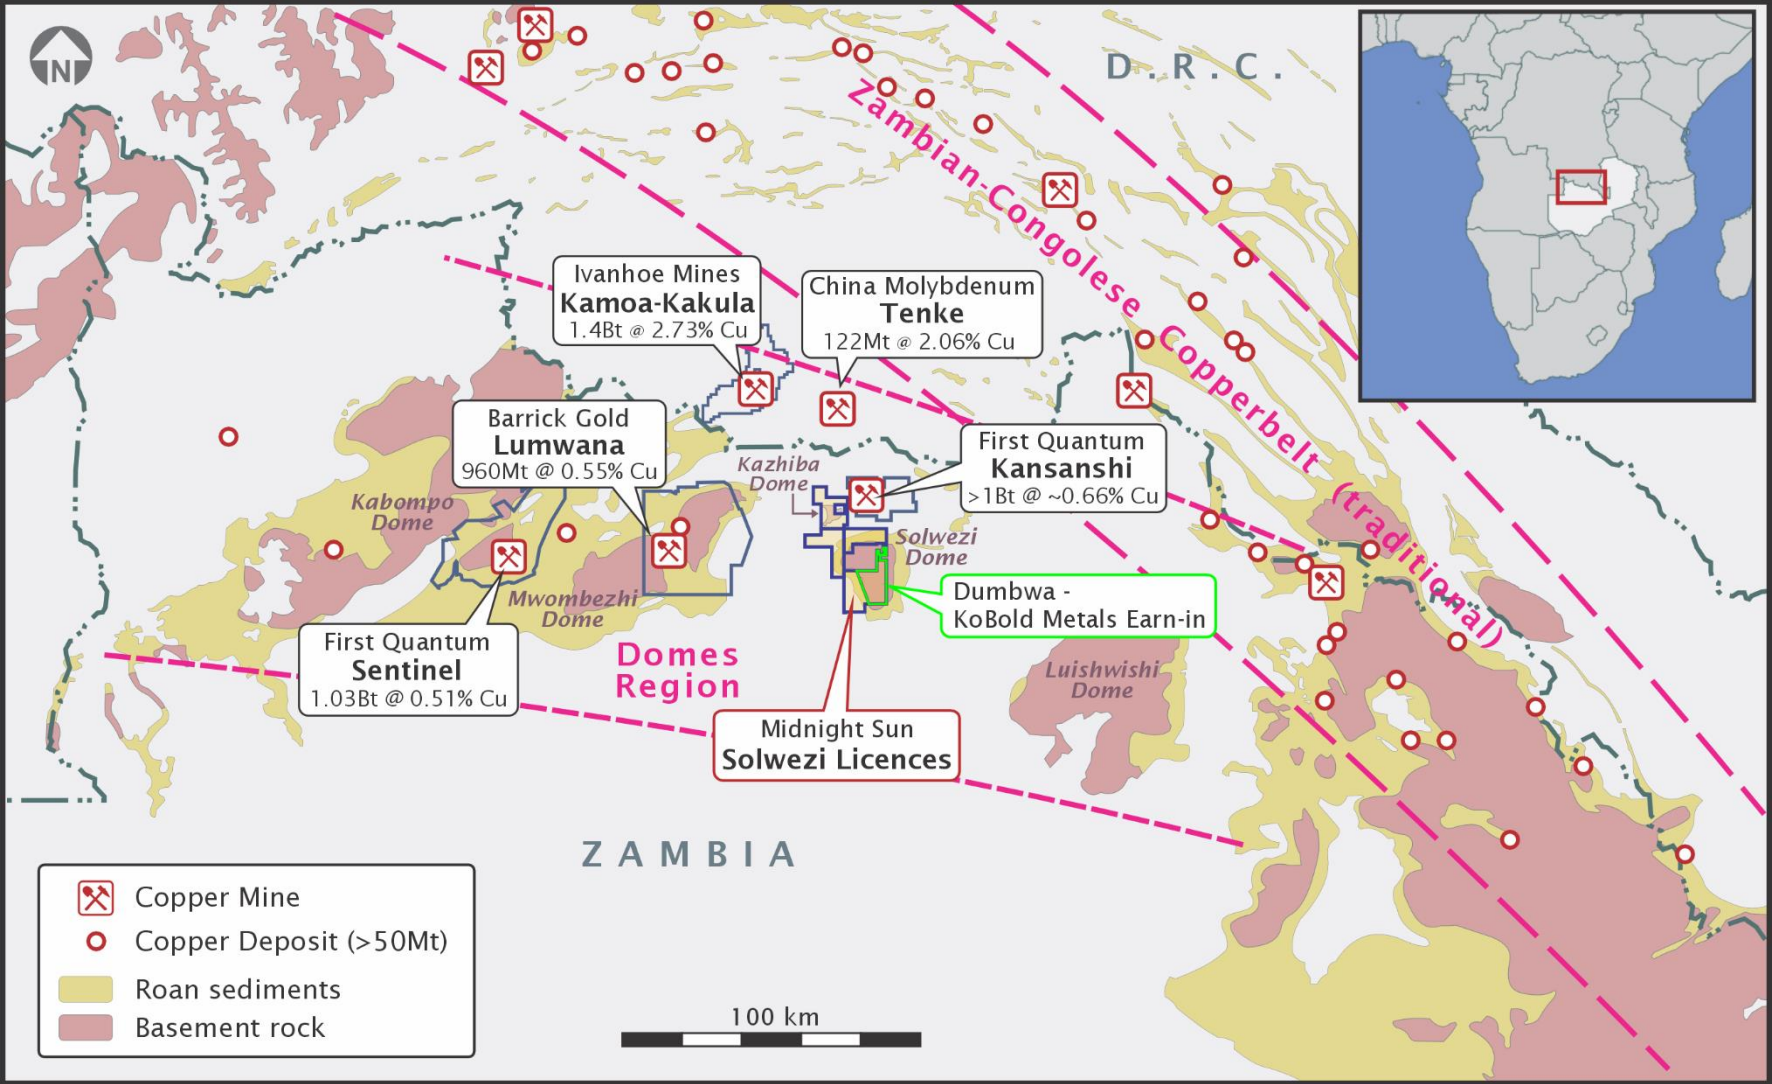 N
D.R.C.
Zambian-Congolese Copperbelt (traditional)
Ivanhoe Mines
Kamoa-Kakula
1.4Bt @ 2.73% Cu
China Molybdenum
Tenke
122Mt @ 2.06% Cu
Barrick Gold
Lumwana
960Mt @ 0.55% Cu
First Quantum
Kansanshi
>1Bt @ ~0.66% Cu
Kazhiba
Dome
Kabompo
Dome
Solwezi
Dome
Mwombezhi
Dome
Dumbwa -
KoBold Metals Earn-in
First Quantum
Sentinel
1.03Bt @ 0.51% Cu
Domes
Region
Luishwishi
Dome
Midnight Sun
Solwezi Licences
ZAMBIA
Copper Mine
Copper Deposit (>50Mt)
Roan sediments
Basement rock
100 km